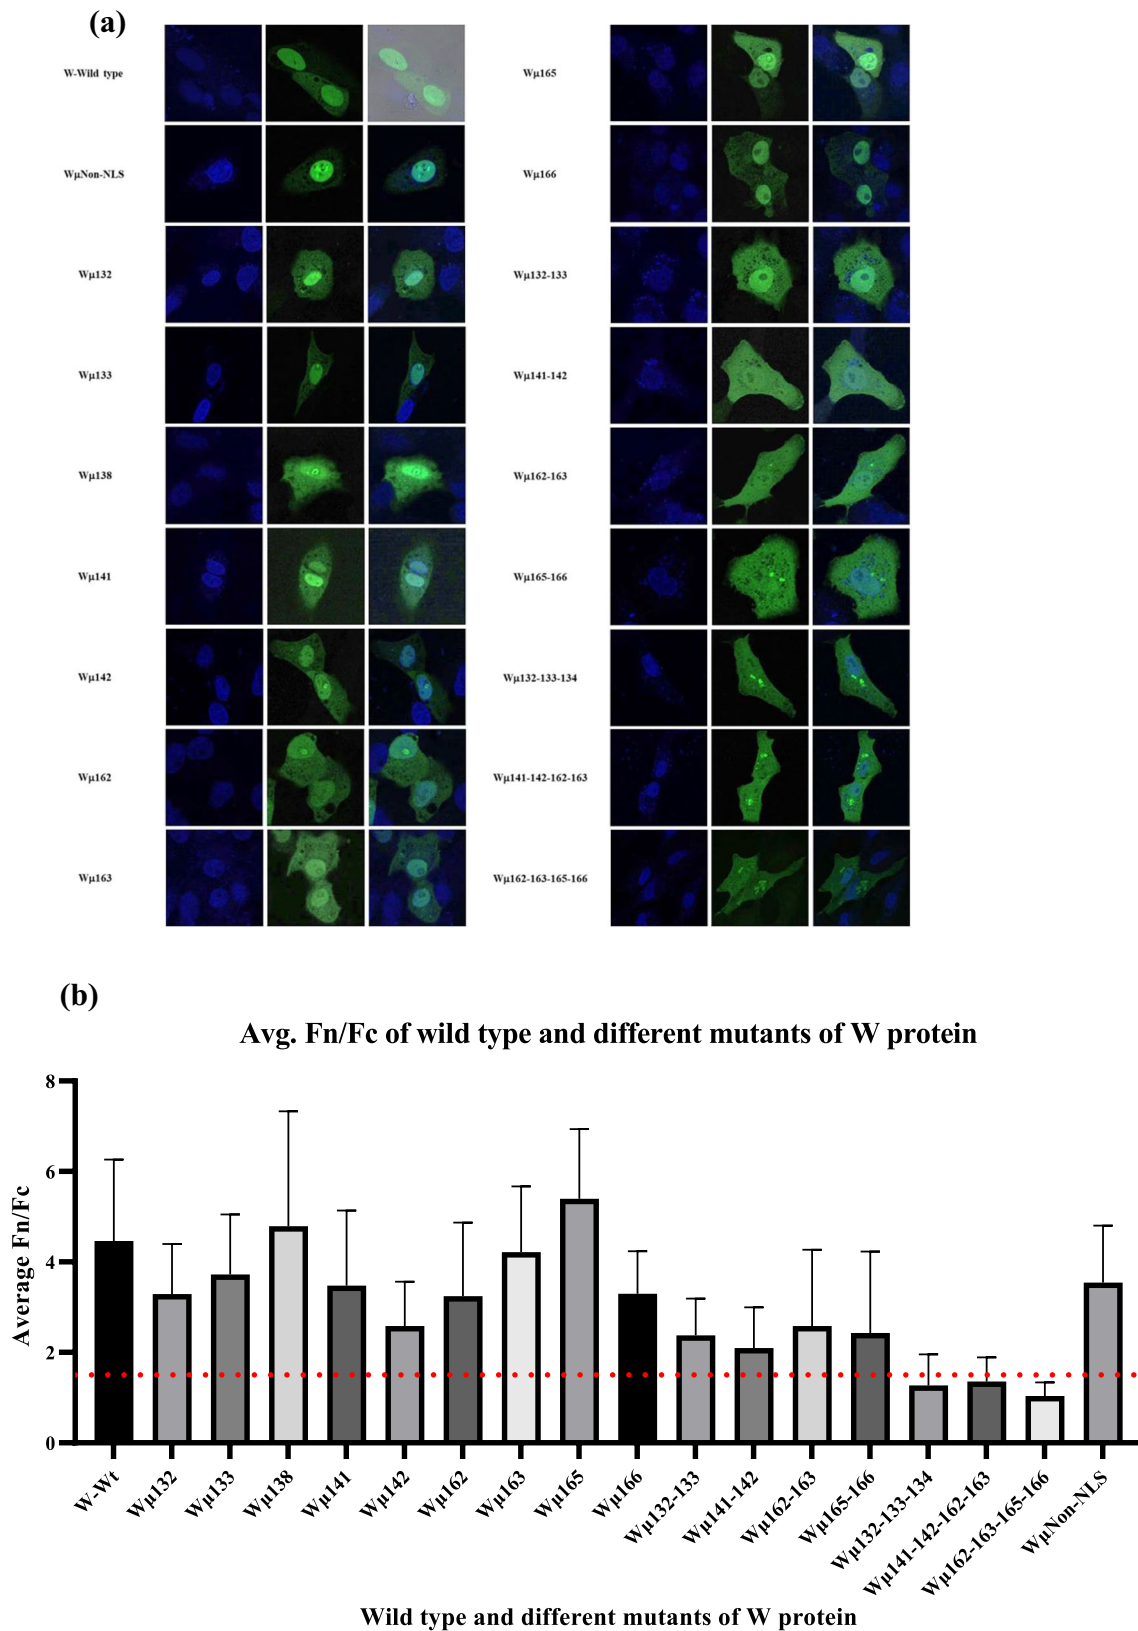 (a)
W-Wild type
WµNon-NLS
Wµ132
Wµ133
Wµ138
Wµ141
Wµ142
Wµ162
Wµ163
Wµ165
Wµ166
Wµ132-133
Wµ141-142
Wµ162-163
Wµ165-166
Wµ132-133-134
Wµ141-142-162-163
Wµ162-163-165-166
(b)
Avg. Fn/Fc of wild type and different mutants of W protein
Average Fn/Fc
8
6
4
2
0
W-Wt
Wµ132
Wµ133
Wµ138
Wµ141
Wµ142
Wµ162
Wµ163
Wµ165
Wµ166
Wµ132-133
Wµ141-142
Wµ162-163
Wµ165-166
Wµ132-133-134
Wµ141-142-162-163
Wµ162-163-165-166
WµNon-NLS
Wild type and different mutants of W protein